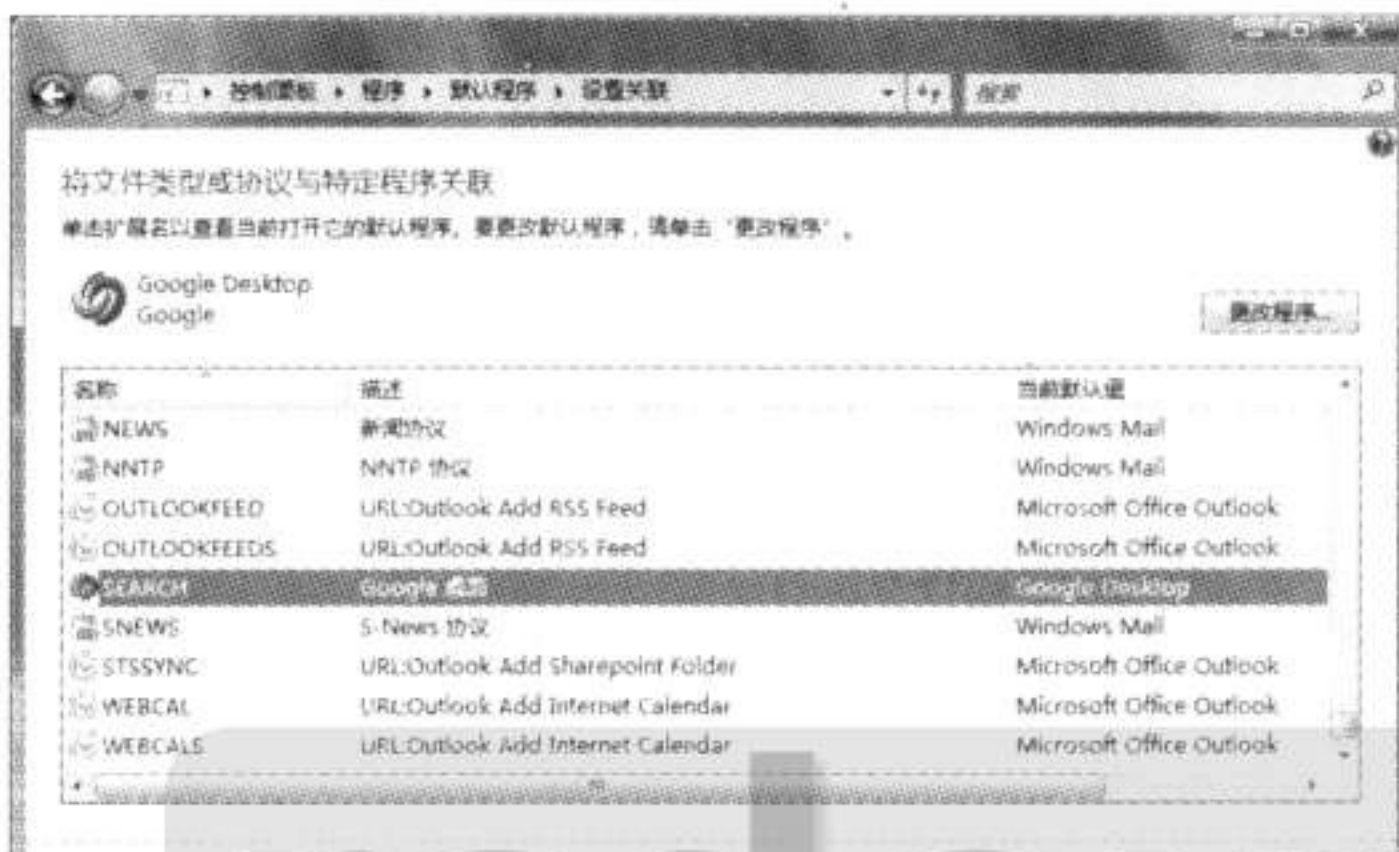 控制面板 ▸ 程序 ▸ 默认程序 ▸ 设置关联
搜索
将文件类型或协议与特定程序关联
单击扩展名以查看当前打开它的默认程序。要更改默认程序，请单击“更改程序”。
Google Desktop
Google
更改程序...
名称 描述 当前默认值
NEWS 新闻协议 Windows Mail
NNTP NNTP 协议 Windows Mail
OUTLOOKFEED URL:Outlook Add RSS Feed Microsoft Office Outlook
OUTLOOKFEEDS URL:Outlook Add RSS Feed Microsoft Office Outlook
SEARCH Google Google Desktop
SNEWS S-News 协议 Windows Mail
STSSYNC URL:Outlook Add Sharepoint Folder Microsoft Office Outlook
WEBCAL URL:Outlook Add Internet Calendar Microsoft Office Outlook
WEBCALS URL:Outlook Add Internet Calendar Microsoft Office Outlook